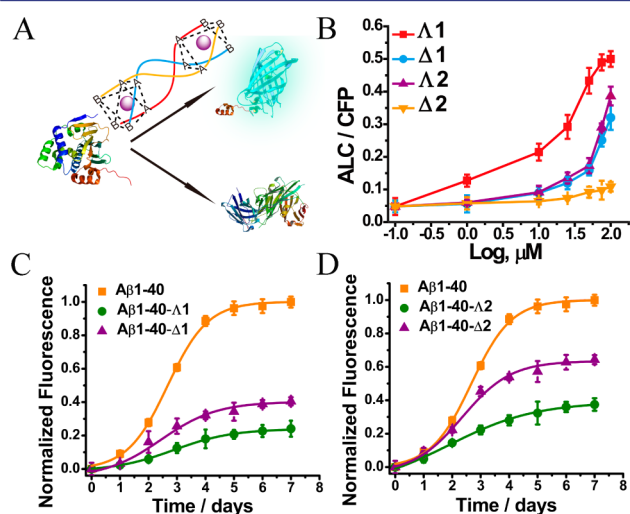 A
B
B
A
A
B
B
A
A
A
B
B
B
ALC / CFP
0.6
0.5
0.4
0.3
0.2
0.1
0.0
Λ1
Δ1
Λ2
Δ2
-1.0 -0.5 0.0 0.5 1.0 1.5 2.0
Log, μM
C
Normalized Fluorescence
1.0
0.8
0.6
0.4
0.2
0.0
Aβ1-40
Aβ1-40-Λ1
Aβ1-40-Δ1
0 1 2 3 4 5 6 7 8
Time / days
D
Normalized Fluorescence
1.0
0.8
0.6
0.4
0.2
0.0
Aβ1-40
Aβ1-40-Λ2
Aβ1-40-Δ2
0 1 2 3 4 5 6 7 8
Time / days